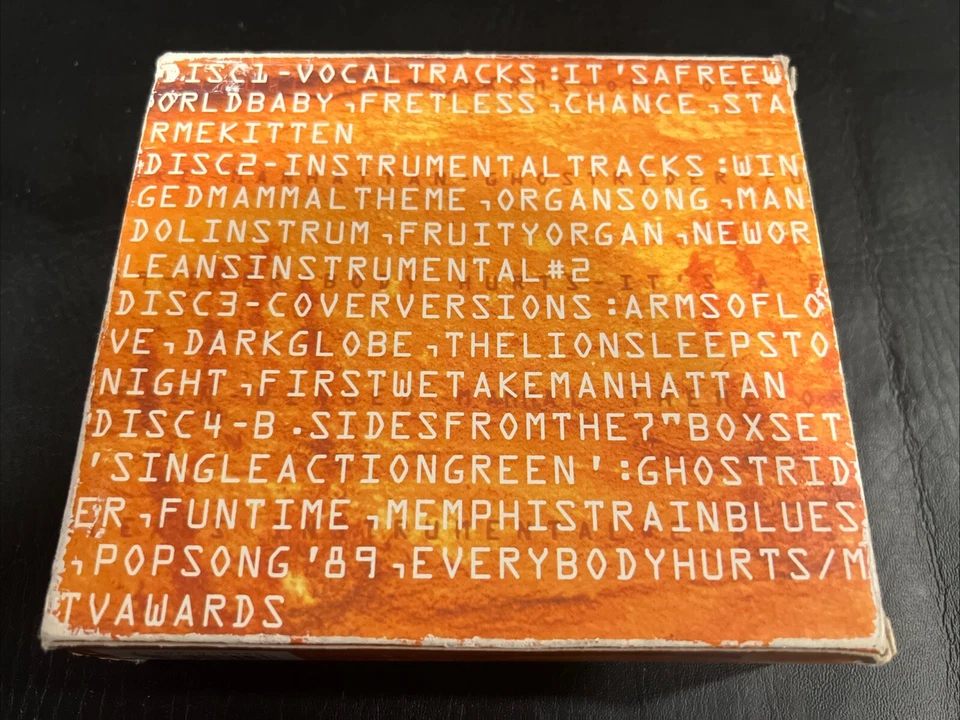 DISC1-VOCALTRACKS:IT'SAFREEW
ORLDBABY,FRETLESS,CHANCE,STA
RMEKITTEN
DISC2-INSTRUMENTALTRACKS:WIN
GEDMAMMALTHEME,ORGANSONG,MAN
DOLINSTRUM,FRUITYORGAN,NEWOR
LEANSINSTRUMENTAL#2
DISC3-COVERVERSIONS:ARMSOFLO
VE,DARKGLOBE,THELIONSLEEPSTO
NIGHT,FIRSTWETAKEMANHATTAN
DISC4-B.SIDESFROMTHE7"BOXSET
'SINGLEACTIONGREEN':GHOSTRID
ER,FUNTIME,MEMPHISTRAINBLUES
,POPSONG'89,EVERYBODYHURTS/M
TVAWARDS